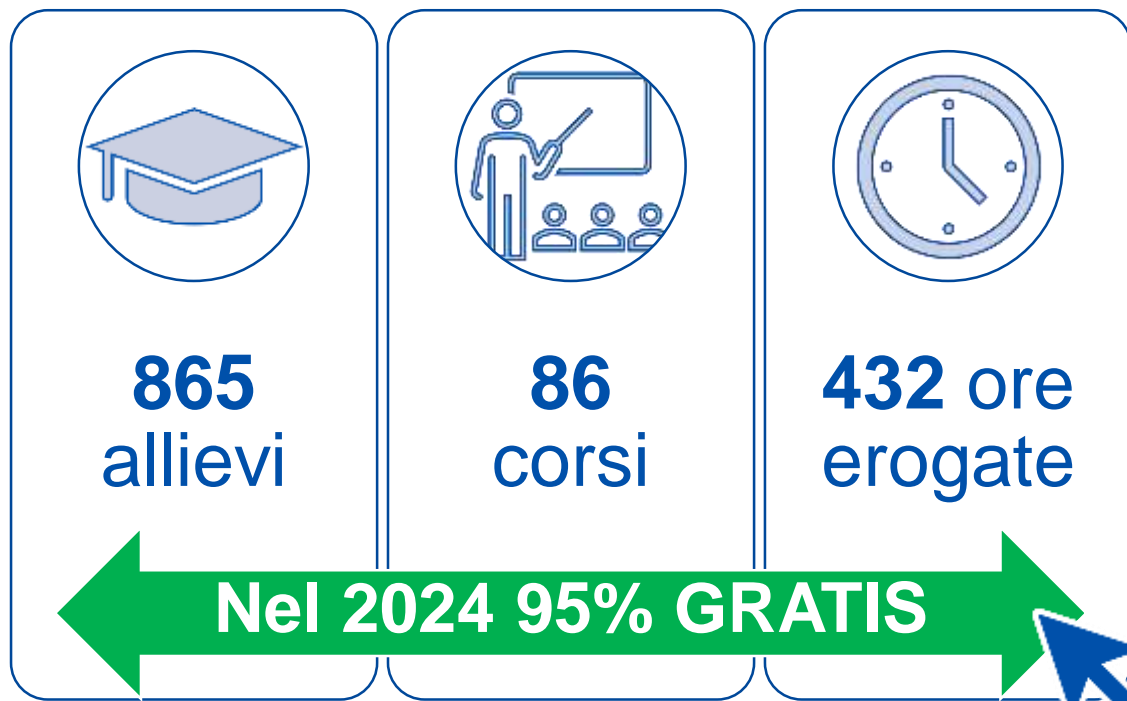 865
allievi
86
corsi
432 ore
erogate
Nel 2024 95% GRATIS